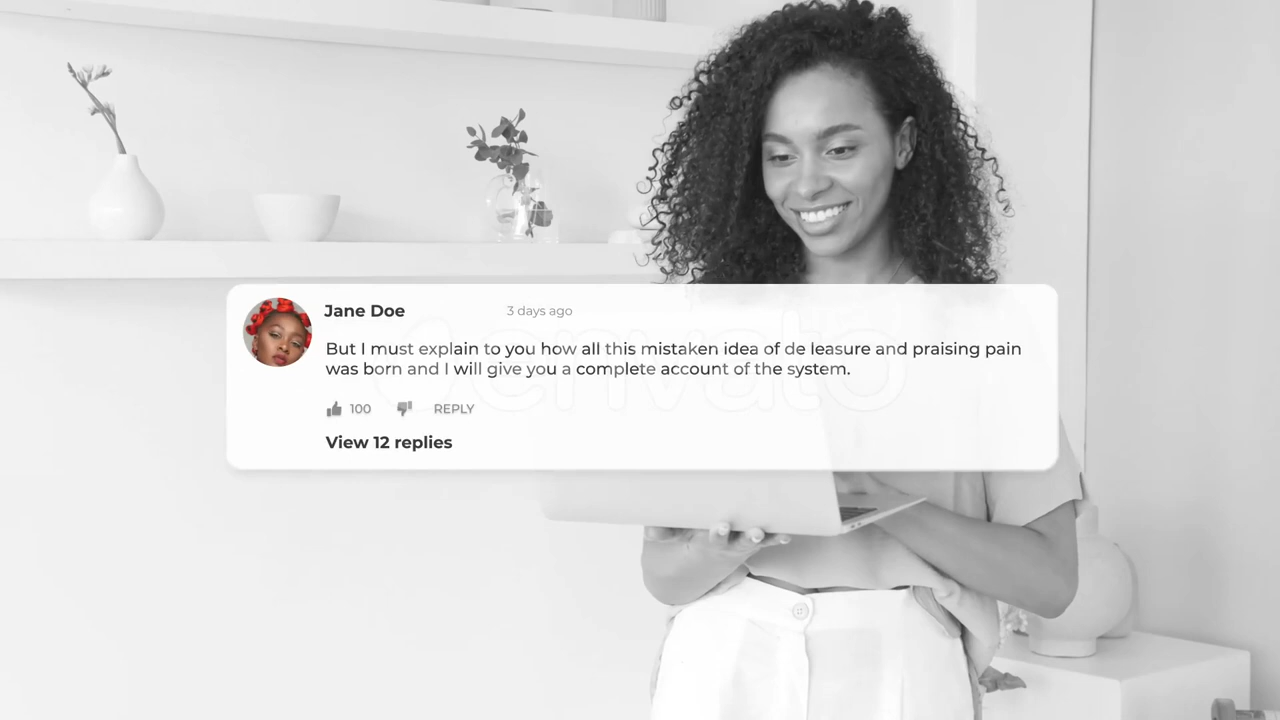 Jane Doe
3 days ago
But I must explain to you how all this mistaken idea of de leasure and praising pain
was born and I will give you a complete account of the system.
100
REPLY
View 12 replies
envato